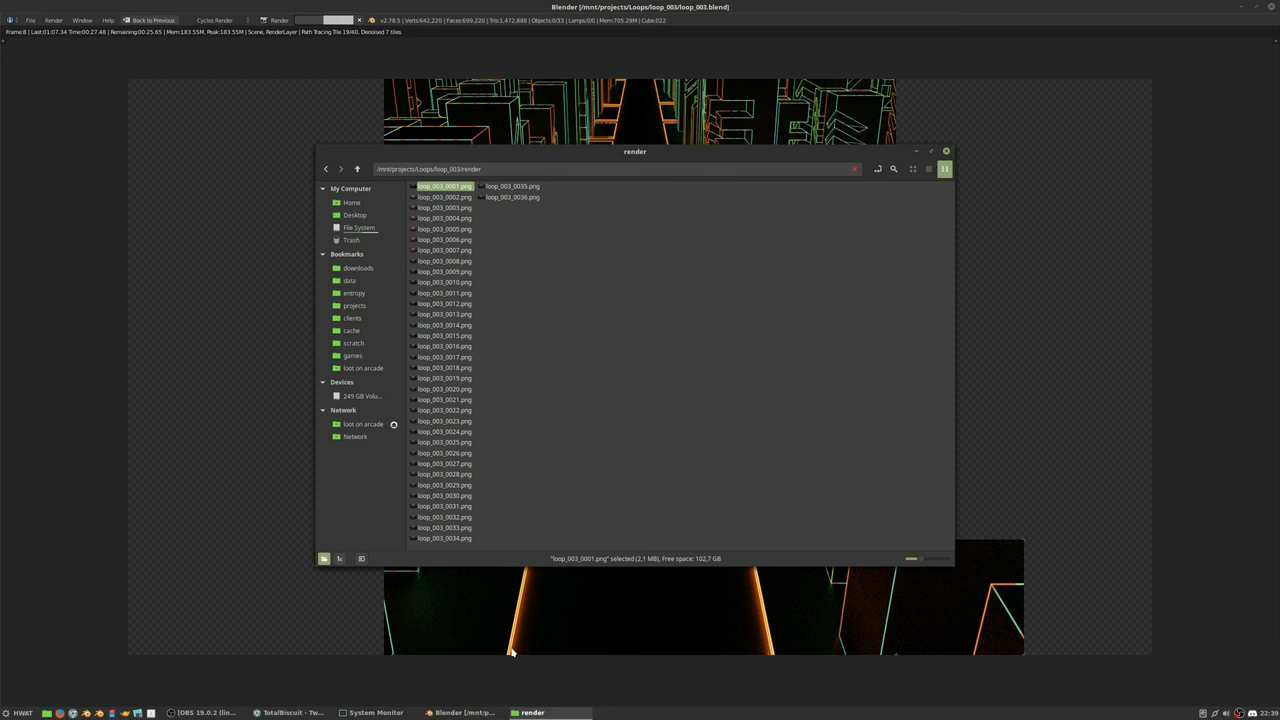 Blender [/mnt/projects/Loops/loop_003/loop_003.blend]
File Render Window Help Back to Previous Cycles Render Render v2.78.5 | Verts:642,220 | Faces:699,220 | Tris:1,472,888 | Objects:0/33 | Lamps:0/0 | Mem:705.29M | Cube.022
Frame:8 | Last:01:07.34 Time:00:27.48 | Remaining:00:25.65 | Mem:183.55M, Peak:183.55M | Scene, RenderLayer | Path Tracing Tile 19/40, Denoised 7 tiles
render
/mnt/projects/Loops/loop_003/render
My Computer
Home
Desktop
File System
Trash
Bookmarks
downloads
data
entropy
projects
clients
cache
scratch
games
loot on arcade
Devices
249 GB Volu...
Network
loot on arcade
Network
loop_003_0001.png
loop_003_0002.png
loop_003_0003.png
loop_003_0004.png
loop_003_0005.png
loop_003_0006.png
loop_003_0007.png
loop_003_0008.png
loop_003_0009.png
loop_003_0010.png
loop_003_0011.png
loop_003_0012.png
loop_003_0013.png
loop_003_0014.png
loop_003_0015.png
loop_003_0016.png
loop_003_0017.png
loop_003_0018.png
loop_003_0019.png
loop_003_0020.png
loop_003_0021.png
loop_003_0022.png
loop_003_0023.png
loop_003_0024.png
loop_003_0025.png
loop_003_0026.png
loop_003_0027.png
loop_003_0028.png
loop_003_0029.png
loop_003_0030.png
loop_003_0031.png
loop_003_0032.png
loop_003_0033.png
loop_003_0034.png
loop_003_0035.png
loop_003_0036.png
"loop_003_0001.png" selected (2,1 MB), Free space: 102,7 GB
HWAT [OBS 19.0.2 (lin... TotalBiscuit - Tw... System Monitor Blender [/mnt/p... render 22:39